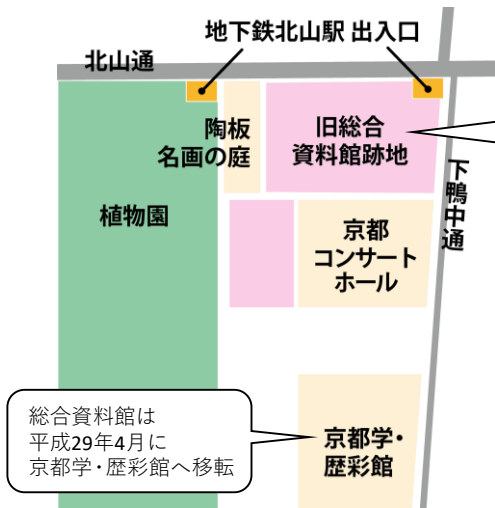 地下鉄北山駅 出入口
北山通
陶板
名画の庭
旧総合
資料館跡地
下鴨中通
植物園
京都
コンサート
ホール
総合資料館は
平成29年4月に
京都学・歴彩館へ移転
京都学・
歴彩館